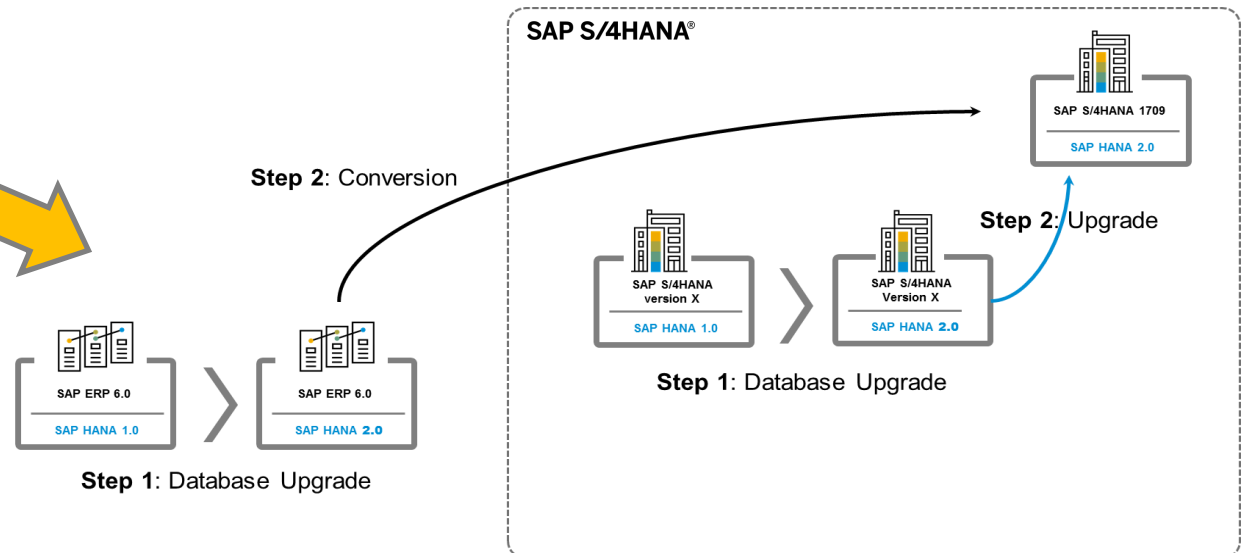 SAP S/4HANA®
SAP S/4HANA 1709
SAP HANA 2.0
Step 2: Conversion
Step 2: Upgrade
SAP S/4HANA
version X
SAP HANA 1.0
SAP S/4HANA
Version X
SAP HANA 2.0
Step 1: Database Upgrade
SAP ERP 6.0
SAP HANA 1.0
SAP ERP 6.0
SAP HANA 2.0
Step 1: Database Upgrade